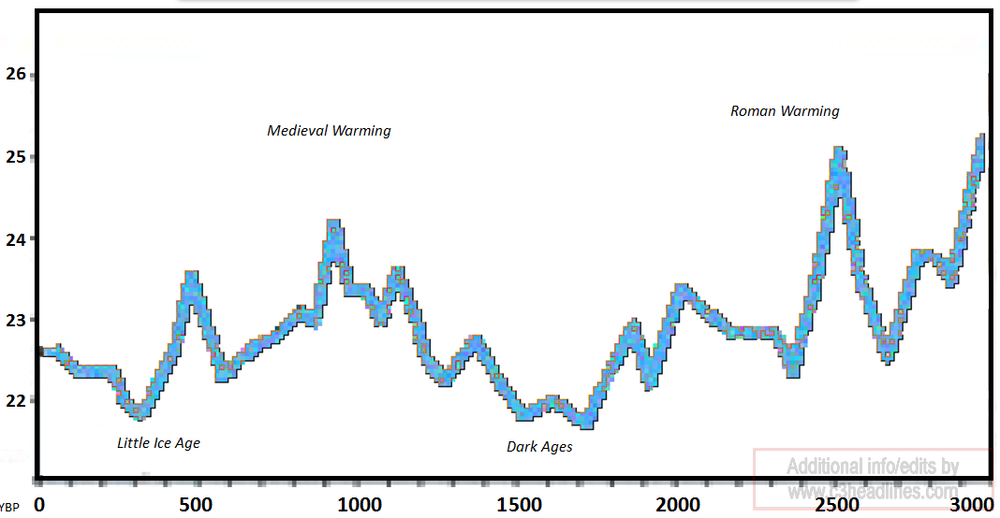 26
Roman Warming
Medieval Warming
25
24
23
22
Little Ice Age
Dark Ages
Additional info/edits by
www.c3headlines.com
YBP 0 500 1000 1500 2000 2500 3000